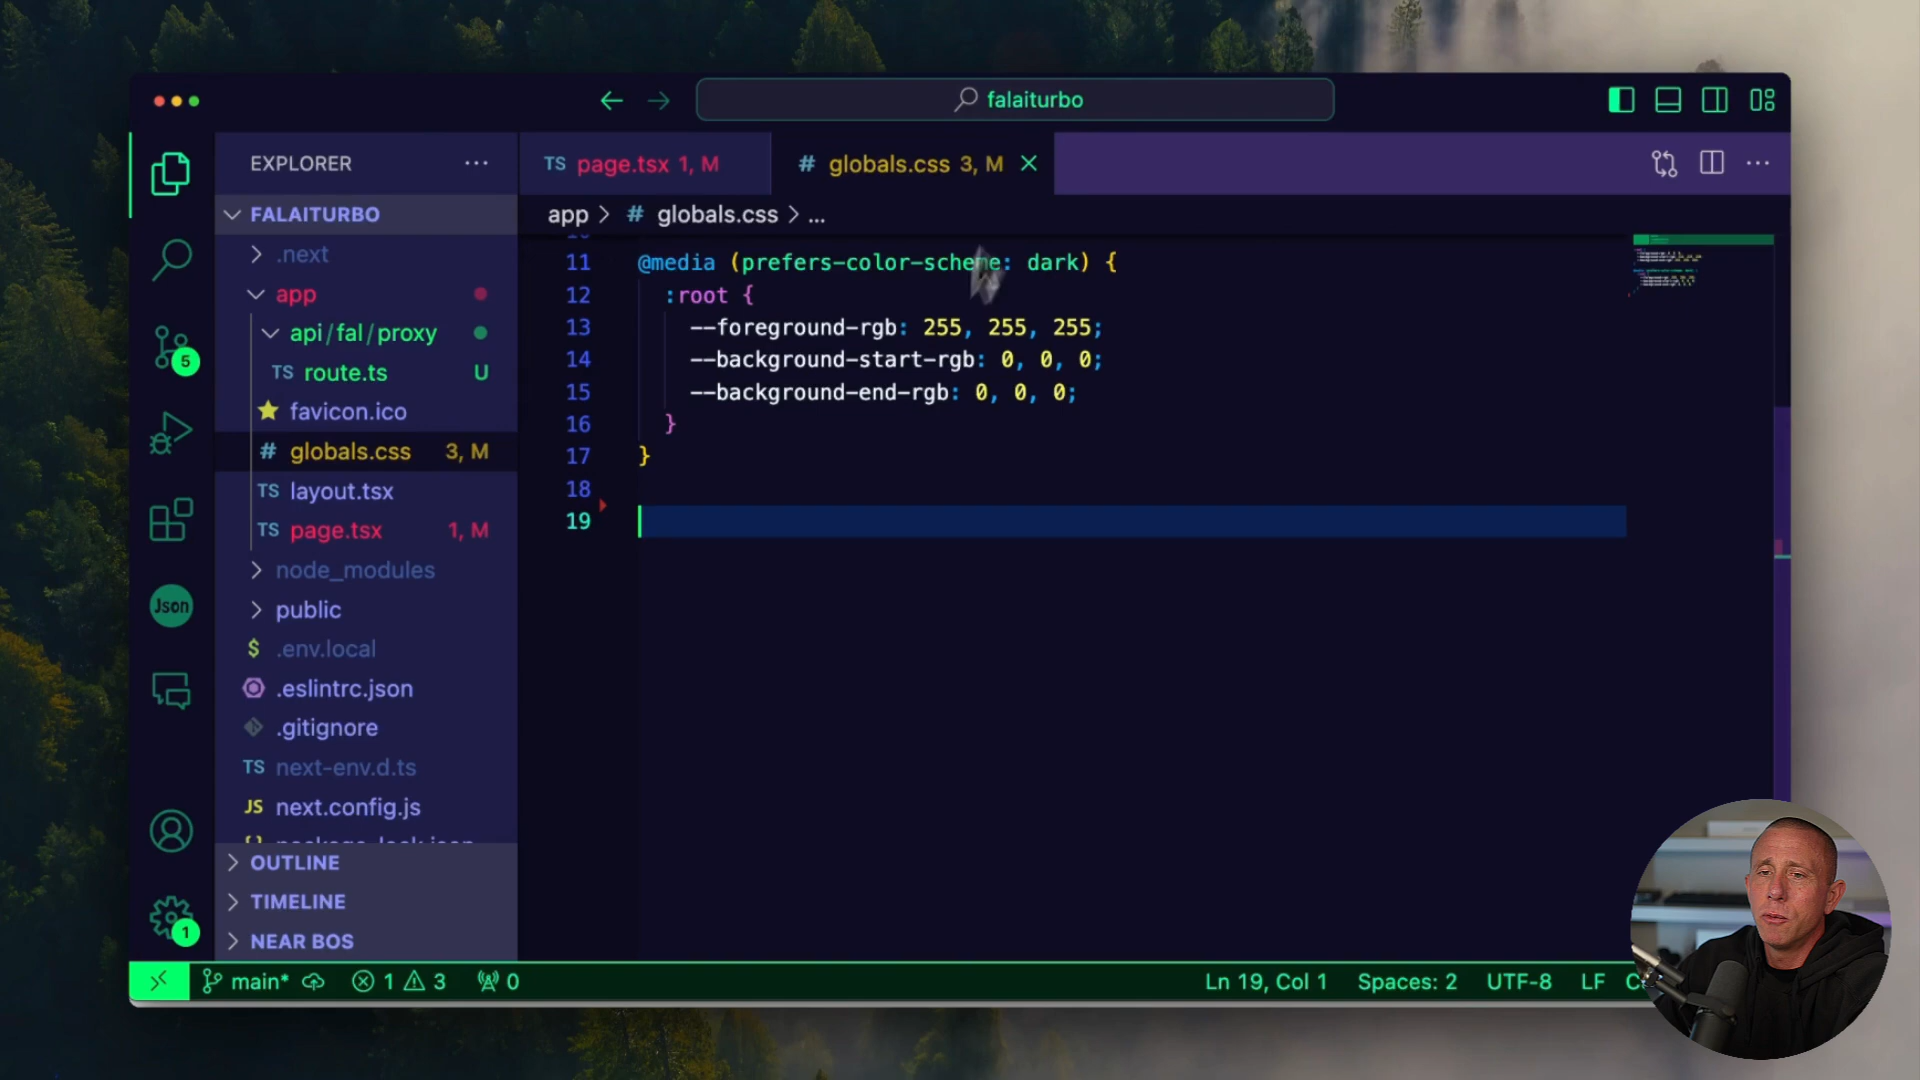 falaiturbo
EXPLORER
TS page.tsx 1, M
# globals.css 3, M
FALAITURBO
app > # globals.css > ...
.next
app
api/fal/proxy
TS route.ts U
favicon.ico
# globals.css 3, M
TS layout.tsx
TS page.tsx 1, M
node_modules
public
$ .env.local
.eslintrc.json
.gitignore
TS next-env.d.ts
JS next.config.js
OUTLINE
TIMELINE
NEAR BOS
5
Json
1
11 @media (prefers-color-scheme: dark) {
12 :root {
13 --foreground-rgb: 255, 255, 255;
14 --background-start-rgb: 0, 0, 0;
15 --background-end-rgb: 0, 0, 0;
16 }
17 }
18
19
main* 1 3 0
Ln 19, Col 1 Spaces: 2 UTF-8 LF